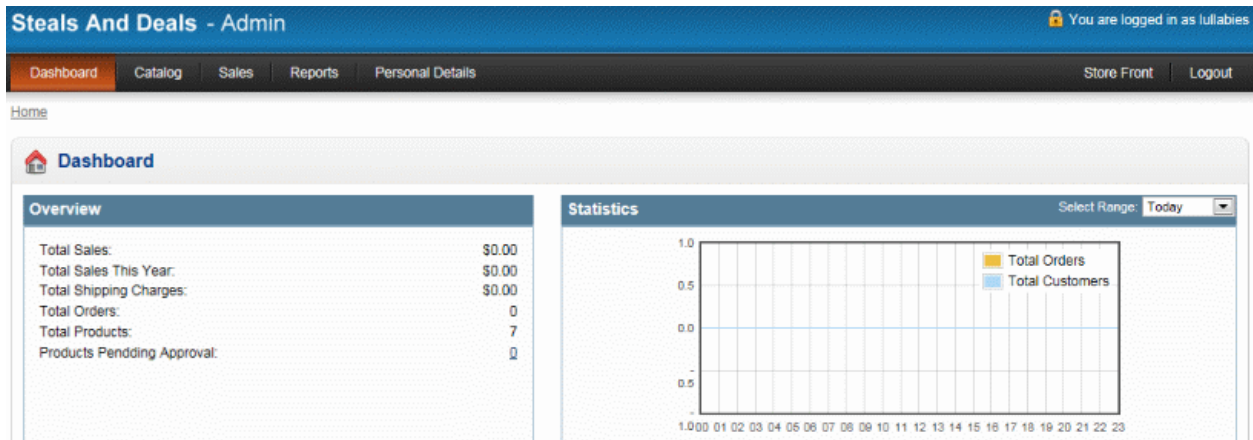 Steals And Deals - Admin
You are logged in as lullabies
Dashboard Catalog Sales Reports Personal Details Store Front Logout
Home
Dashboard
Overview
Total Sales: $0.00
Total Sales This Year: $0.00
Total Shipping Charges: $0.00
Total Orders: 0
Total Products: 7
Products Pendding Approval: 0
Statistics
Select Range: Today
1.0
0.5
0.0
-
0.5
-
1.0
Total Orders
Total Customers
00 01 02 03 04 05 06 07 08 09 10 11 12 13 14 15 16 17 18 19 20 21 22 23